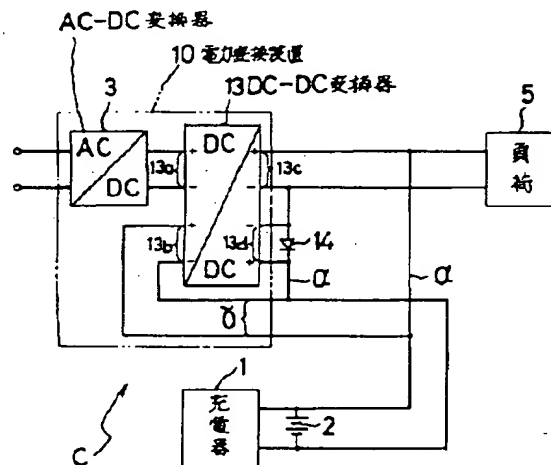 AC-DC変換器
10 電力変換装置
13 DC-DC変換器
3
5
AC
DC
DC
DC
13a
13c
13b
13d
14
負荷
α
α
γ
1
充電器
2
C